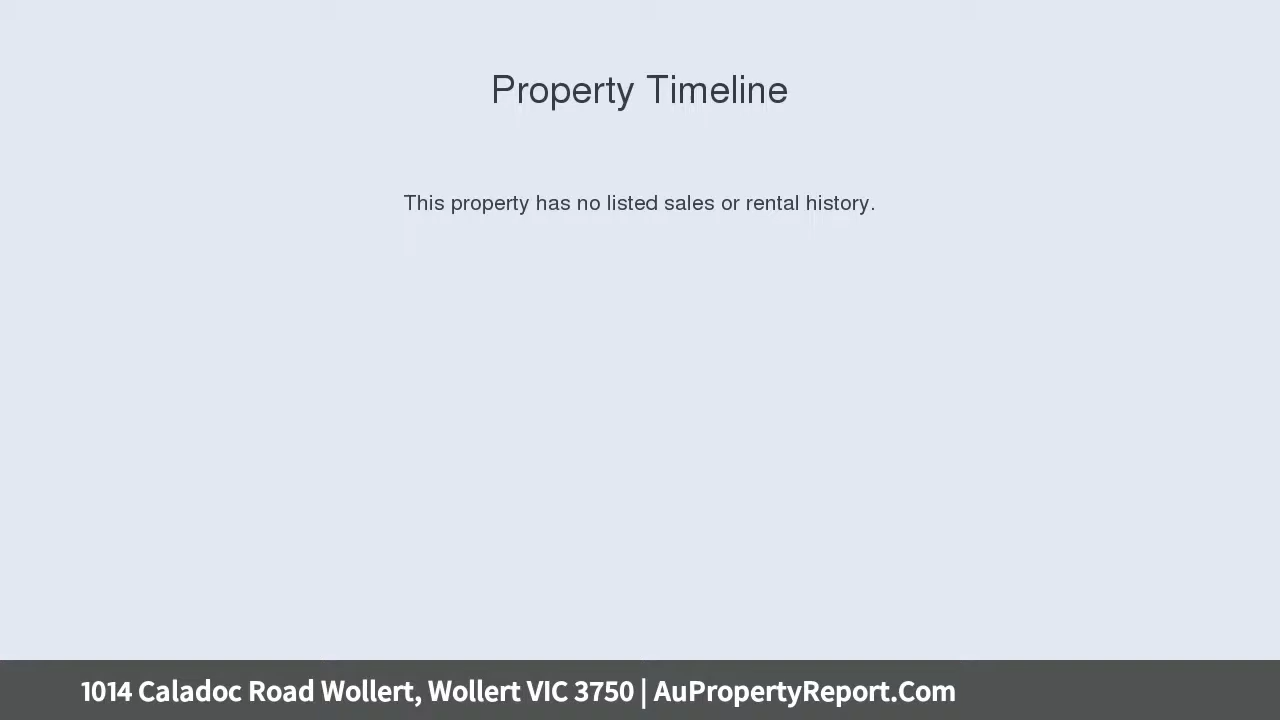 Property Timeline
This property has no listed sales or rental history.
1014 Caladoc Road Wollert, Wollert VIC 3750 | AuPropertyReport.Com